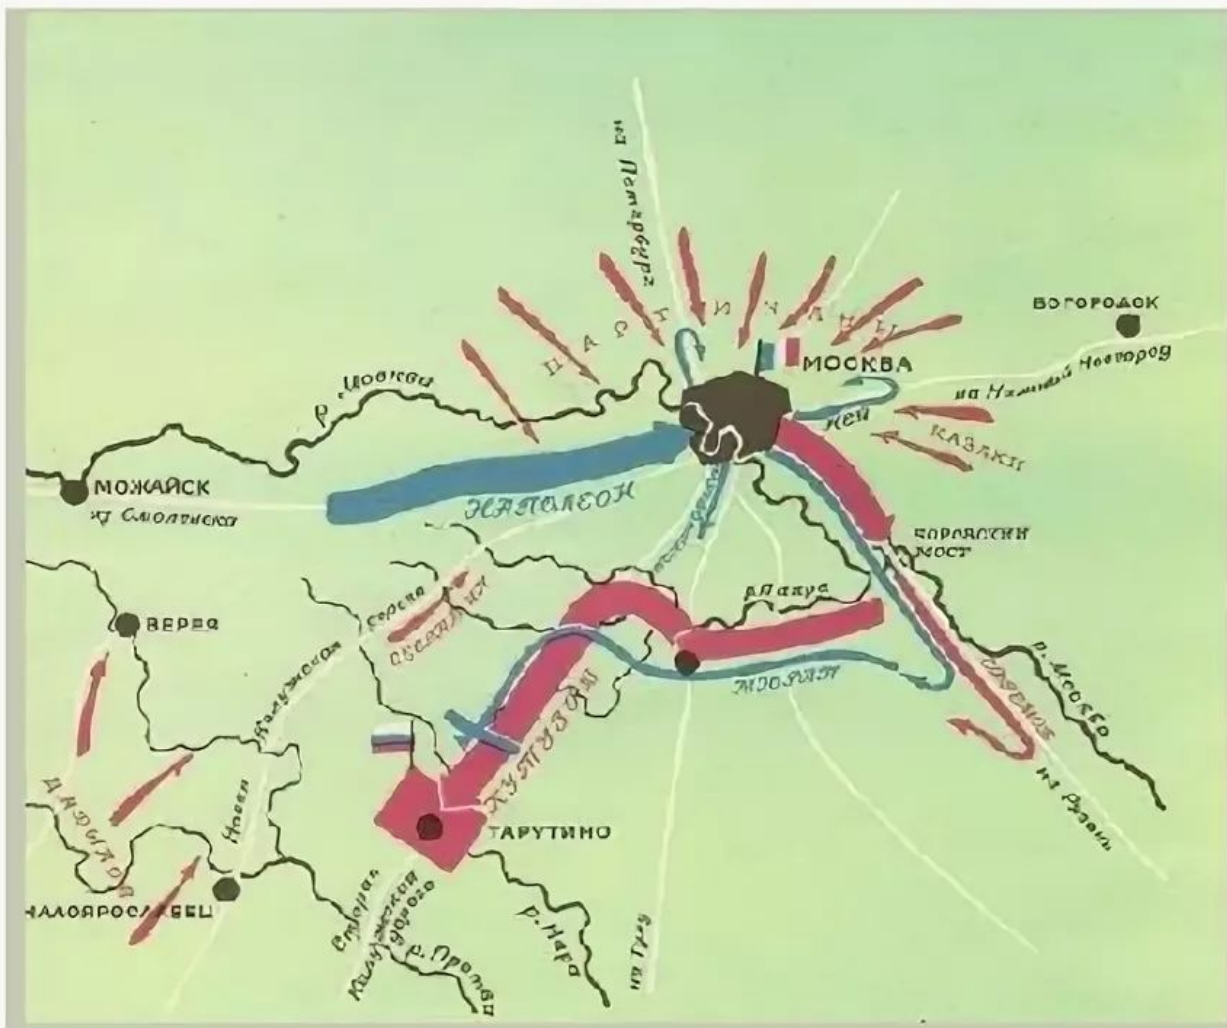 на Петербург
ПАРТИЗАНЫ
БОГОРОДСК
на Нижний Новгород
МОСКВА
р. Москва
НЕЙ
КАЗАКИ
МОЖАЙСК
из Смоленска
НАПОЛЕОН
БОРОВСКИЙ
МОСТ
р. Пахра
ВЕРЕЯ
Калужская
МЮРАТ
р. Москва
КУТУЗОВ
ДАВЫДОВ
Новая
на Рязань
ТАРУТИНО
МАЛОЯРОСЛАВЕЦ
Старая
Калужская
дорога
р. Нара
р. Протва
на Тулу